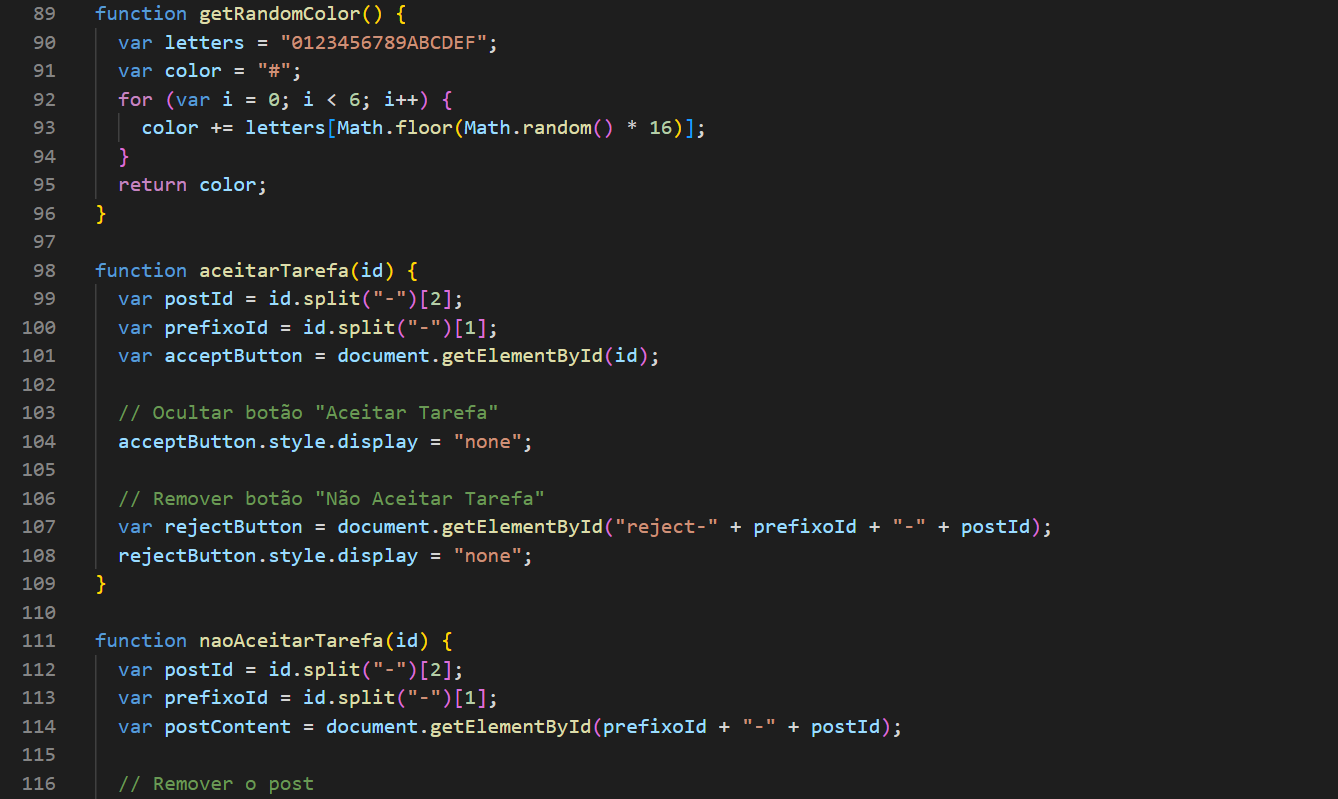 89 function getRandomColor() {
90   var letters = "0123456789ABCDEF";
91   var color = "#";
92   for (var i = 0; i < 6; i++) {
93     color += letters[Math.floor(Math.random() * 16)];
94   }
95   return color;
96 }
97
98 function aceitarTarefa(id) {
99   var postId = id.split("-")[2];
100   var prefixoId = id.split("-")[1];
101   var acceptButton = document.getElementById(id);
102
103   // Ocultar botão "Aceitar Tarefa"
104   acceptButton.style.display = "none";
105
106   // Remover botão "Não Aceitar Tarefa"
107   var rejectButton = document.getElementById("reject-" + prefixoId + "-" + postId);
108   rejectButton.style.display = "none";
109 }
110
111 function naoAceitarTarefa(id) {
112   var postId = id.split("-")[2];
113   var prefixoId = id.split("-")[1];
114   var postContent = document.getElementById(prefixoId + "-" + postId);
115
116   // Remover o post